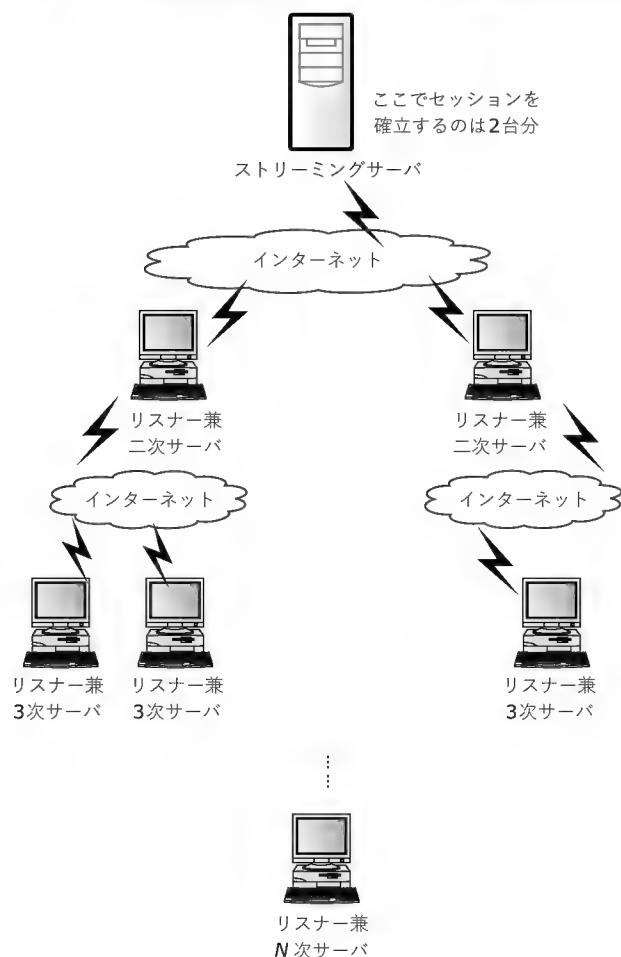 ここでセッションを
確立するのは2台分
ストリーミングサーバ
インターネット
リスナー兼
二次サーバ
リスナー兼
二次サーバ
インターネット
インターネット
リスナー兼
3次サーバ
リスナー兼
3次サーバ
リスナー兼
3次サーバ
リスナー兼
N次サーバ